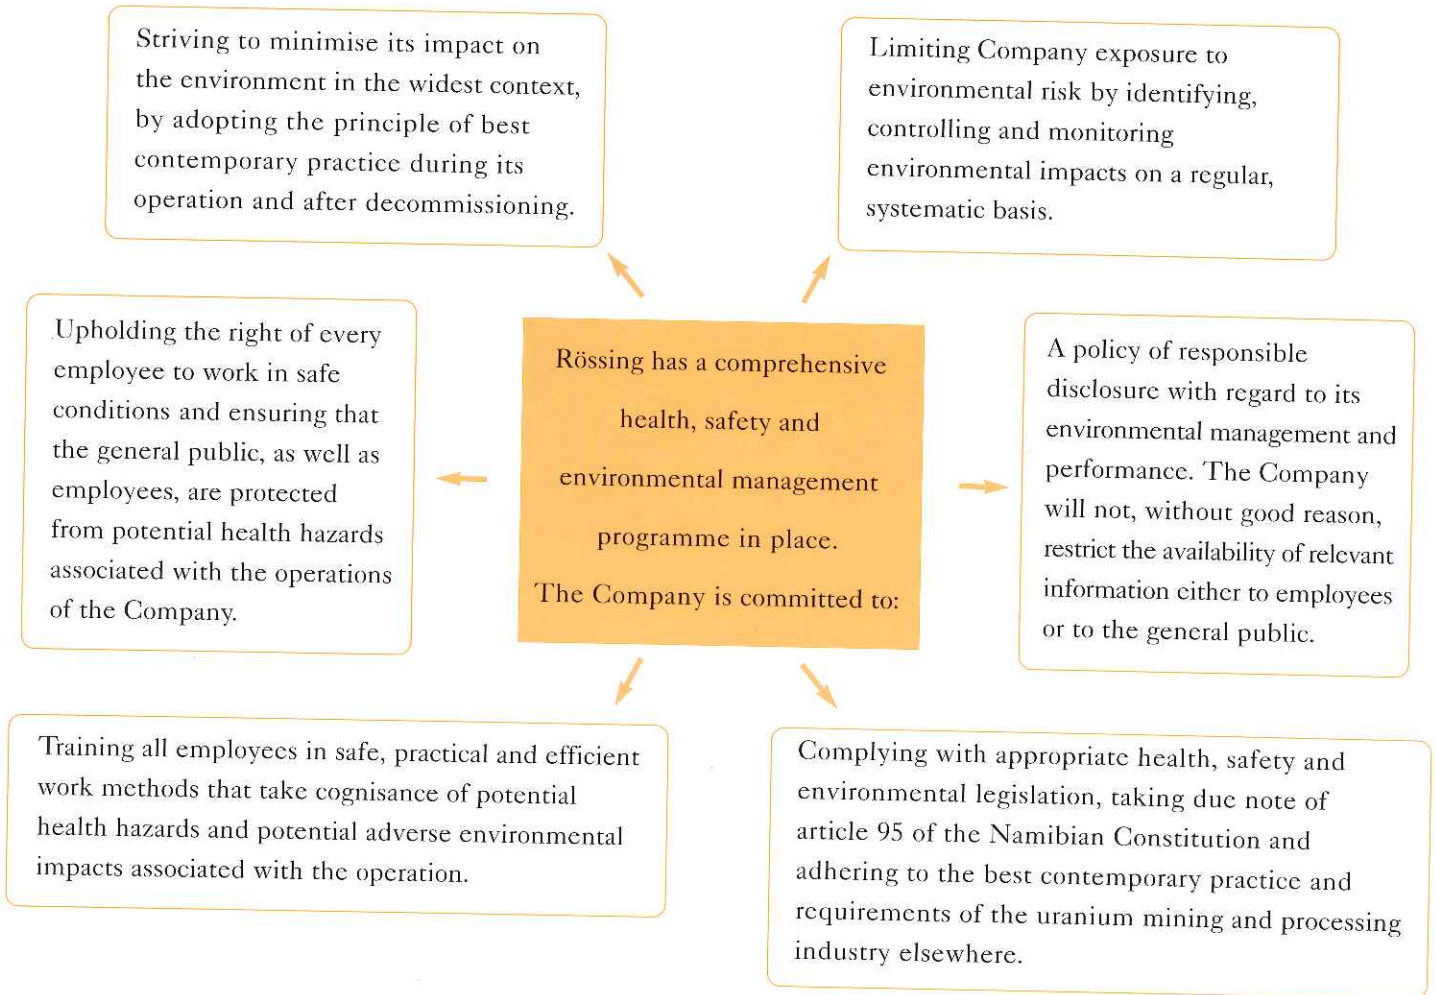 Striving to minimise its impact on
the environment in the widest context,
by adopting the principle of best
contemporary practice during its
operation and after decommissioning.
Limiting Company exposure to
environmental risk by identifying,
controlling and monitoring
environmental impacts on a regular,
systematic basis.
Upholding the right of every
employee to work in safe
conditions and ensuring that
the general public, as well as
employees, are protected
from potential health hazards
associated with the operations
of the Company.
Rössing has a comprehensive
health, safety and
environmental management
programme in place.
The Company is committed to:
A policy of responsible
disclosure with regard to its
environmental management and
performance. The Company
will not, without good reason,
restrict the availability of relevant
information either to employees
or to the general public.
Training all employees in safe, practical and efficient
work methods that take cognisance of potential
health hazards and potential adverse environmental
impacts associated with the operation.
Complying with appropriate health, safety and
environmental legislation, taking due note of
article 95 of the Namibian Constitution and
adhering to the best contemporary practice and
requirements of the uranium mining and processing
industry elsewhere.